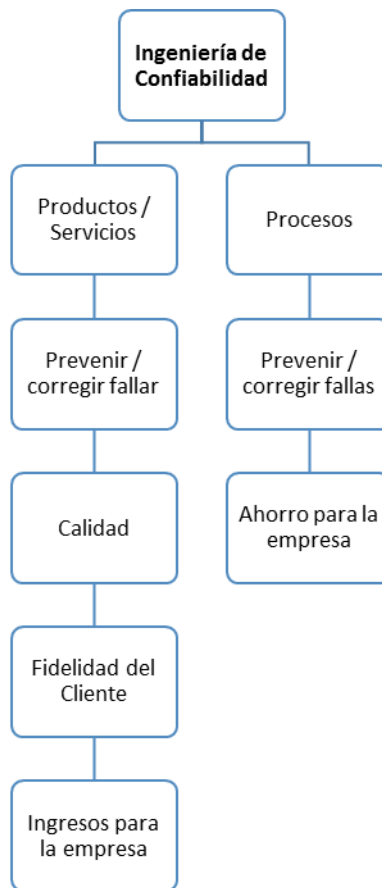 Ingeniería de
Confiabilidad
Productos /
Servicios
Procesos
Prevenir /
corregir fallar
Prevenir /
corregir fallas
Calidad
Ahorro para la
empresa
Fidelidad del
Cliente
Ingresos para
la empresa